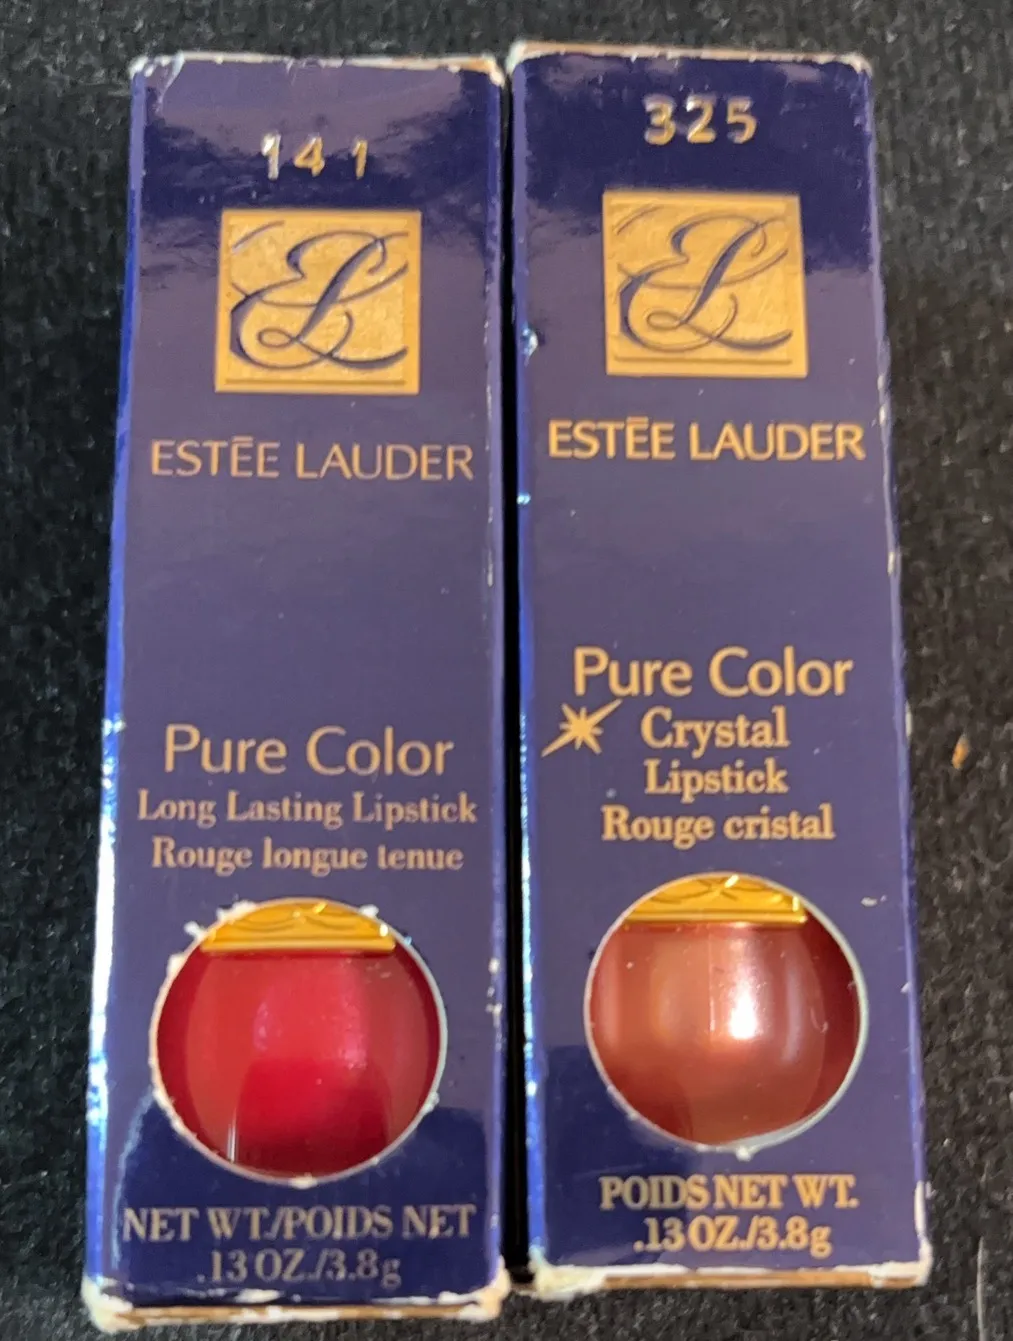 141
EL
ESTĒE LAUDER
Pure Color
Long Lasting Lipstick
Rouge longue tenue
NET WT./POIDS NET
.13 OZ./3.8g
325
EL
ESTĒE LAUDER
Pure Color
Crystal
Lipstick
Rouge cristal
POIDS NET WT.
.13 OZ./3.8g